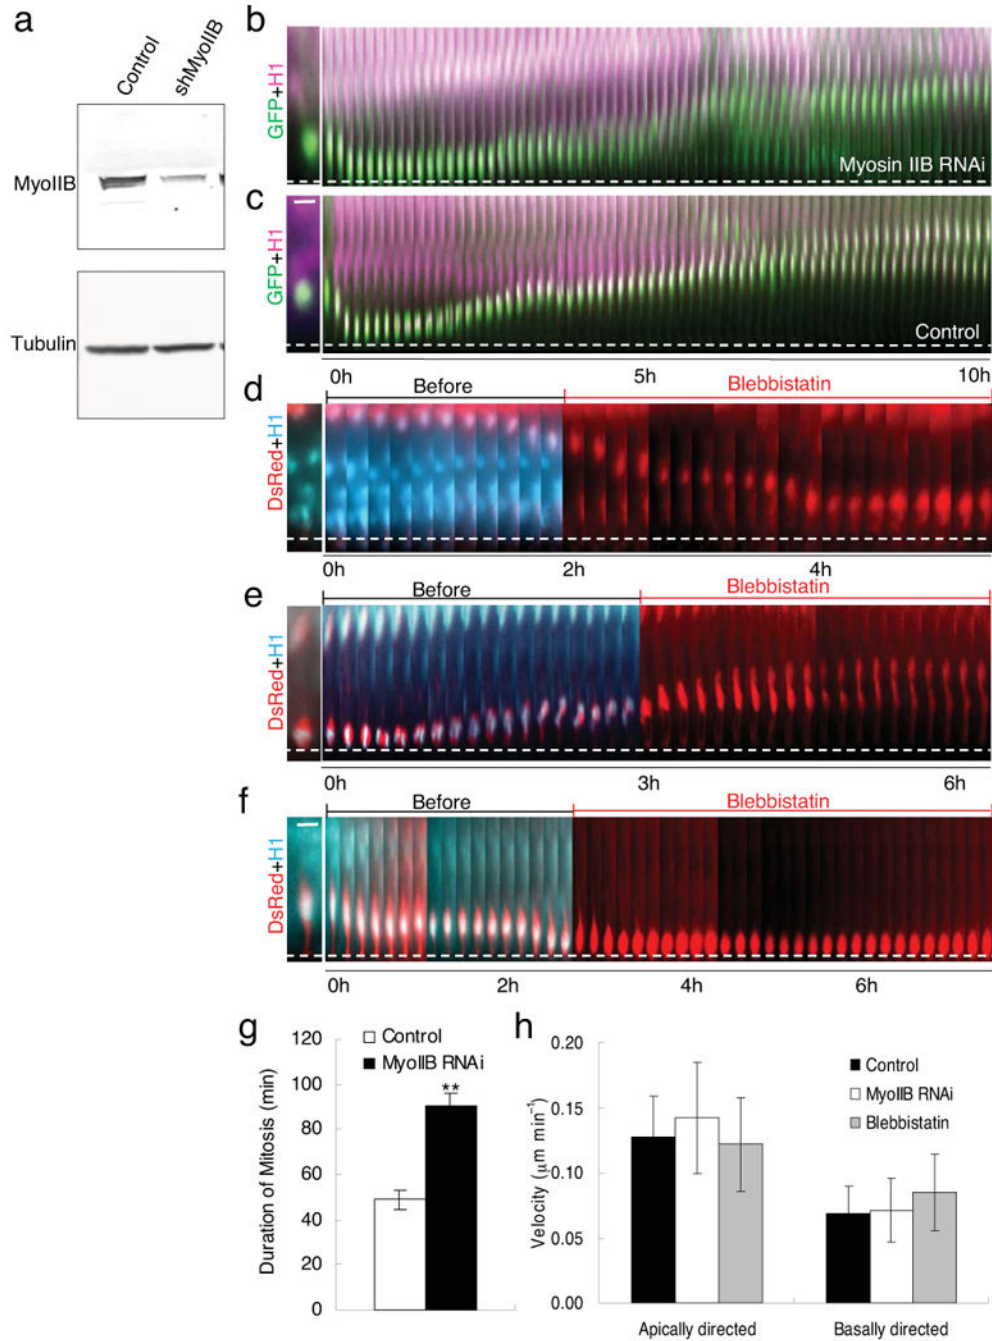 a
Control
shMyoIIB
MyoIIB
Tubulin
b
GFP+H1
Myosin IIB RNAi
c
GFP+H1
Control
0h 5h 10h
d
Before Blebbistatin
DsRed+H1
0h 2h 4h
e
Before Blebbistatin
DsRed+H1
0h 3h 6h
f
Before Blebbistatin
DsRed+H1
0h 2h 4h 6h
g
Control
MyoIIB RNAi
Duration of Mitosis (min)
120
100
80
60
40
20
0
**
h
Velocity (μm min⁻¹)
0.20
0.15
0.10
0.05
0.00
Control
MyoIIB RNAi
Blebbistatin
Apically directed Basally directed